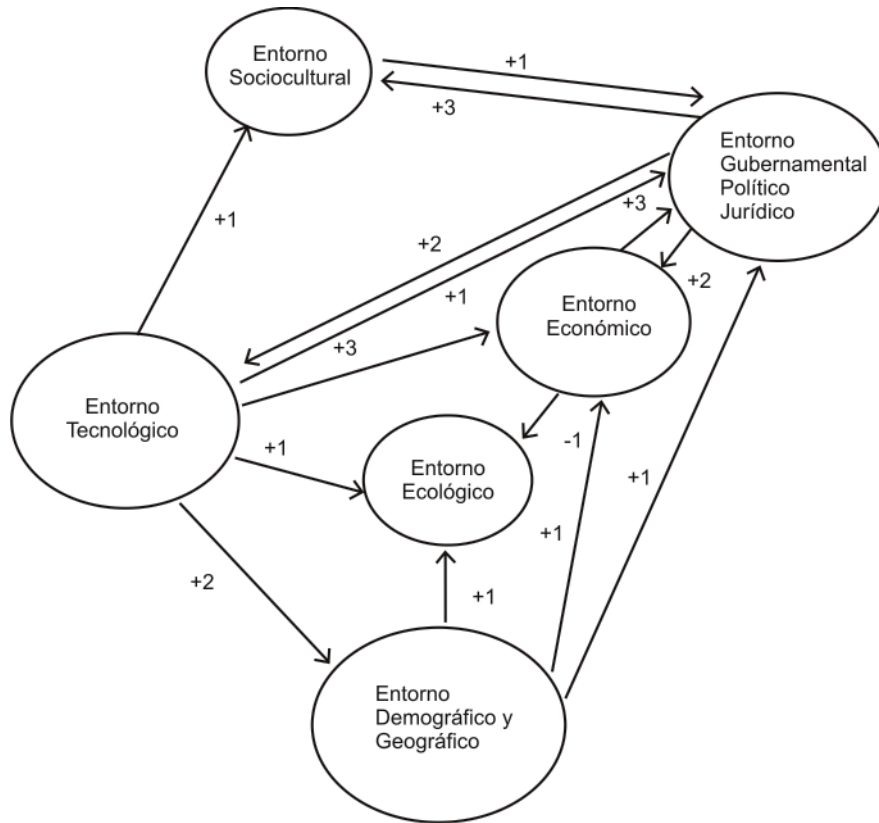 Entorno
Sociocultural
+1
+3
Entorno
Gubernamental
Político
Jurídico
+1
+2
+3
+1
+2
Entorno
Económico
+3
Entorno
Tecnológico
+1
Entorno
Ecológico
-1
+1
+1
+2
+1
Entorno
Demográfico y
Geográfico